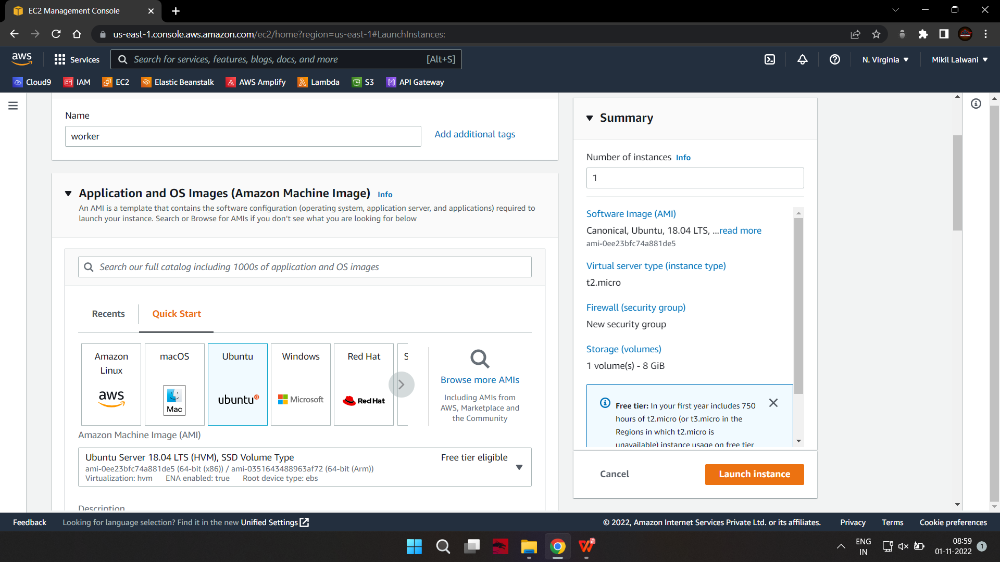 EC2 Management Console
us-east-1.console.aws.amazon.com/ec2/home?region=us-east-1#LaunchInstances:
aws
Services
Search for services, features, blogs, docs, and more
[Alt+S]
N. Virginia
Mikil Lalwani
Cloud9
IAM
EC2
Elastic Beanstalk
AWS Amplify
Lambda
S3
API Gateway
Name
worker
Add additional tags
Application and OS Images (Amazon Machine Image) Info
An AMI is a template that contains the software configuration (operating system, application server, and applications) required to
launch your instance. Search or Browse for AMIs if you don't see what you are looking for below
Search our full catalog including 1000s of application and OS images
Recents
Quick Start
Amazon
Linux
aws
macOS
Mac
Ubuntu
ubuntu
Windows
Microsoft
Red Hat
Red Hat
S
Browse more AMIs
Including AMIs from
AWS, Marketplace and
the Community
Amazon Machine Image (AMI)
Ubuntu Server 18.04 LTS (HVM), SSD Volume Type
Free tier eligible
ami-0ee23bfc74a881de5 (64-bit (x86)) / ami-0351643488963af72 (64-bit (Arm))
Virtualization: hvm ENA enabled: true Root device type: ebs
Description
Summary
Number of instances Info
1
Software Image (AMI)
Canonical, Ubuntu, 18.04 LTS, ...read more
ami-0ee23bfc74a881de5
Virtual server type (instance type)
t2.micro
Firewall (security group)
New security group
Storage (volumes)
1 volume(s) - 8 GiB
Free tier: In your first year includes 750
hours of t2.micro (or t3.micro in the
Regions in which t2.micro is
unavailable) instance usage on free tier
Cancel
Launch instance
Feedback
Looking for language selection? Find it in the new Unified Settings
© 2022, Amazon Internet Services Private Ltd. or its affiliates.
Privacy
Terms
Cookie preferences
ENG
IN
08:59
01-11-2022
1